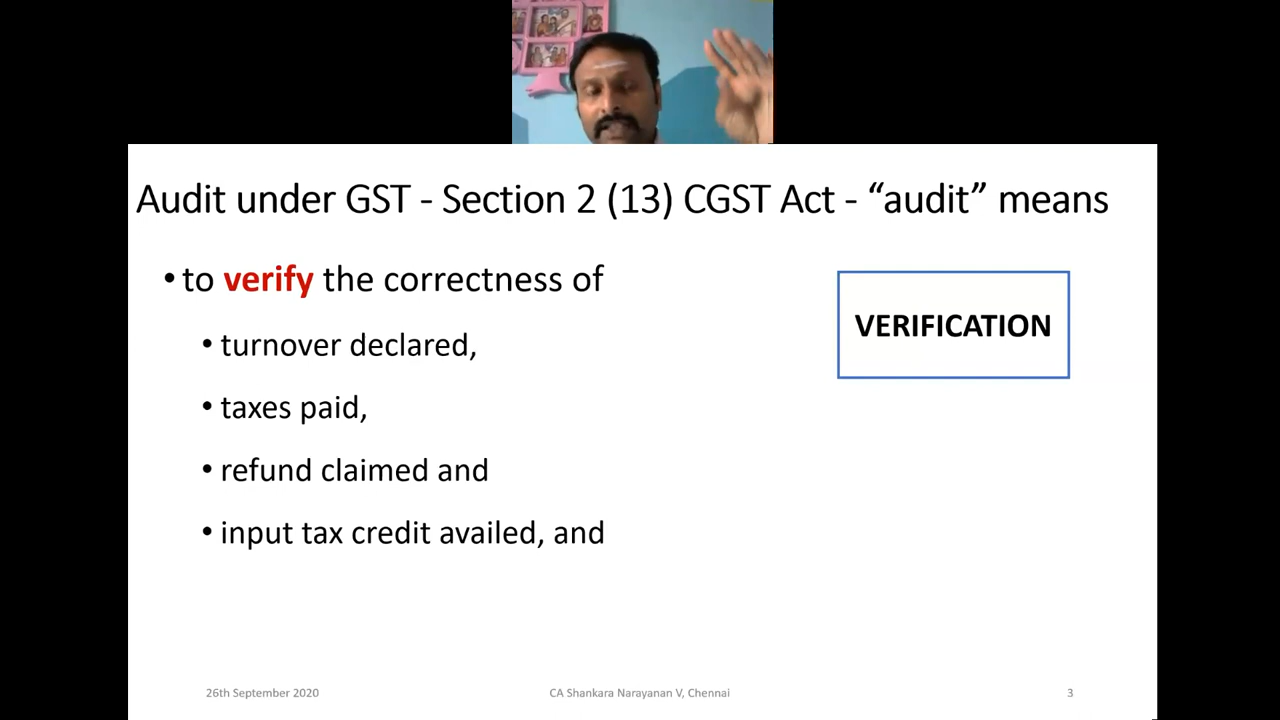 Audit under GST - Section 2 (13) CGST Act - “audit” means
• to verify the correctness of
• turnover declared,
• taxes paid,
• refund claimed and
• input tax credit availed, and
VERIFICATION
26th September 2020
CA Shankara Narayanan V, Chennai
3